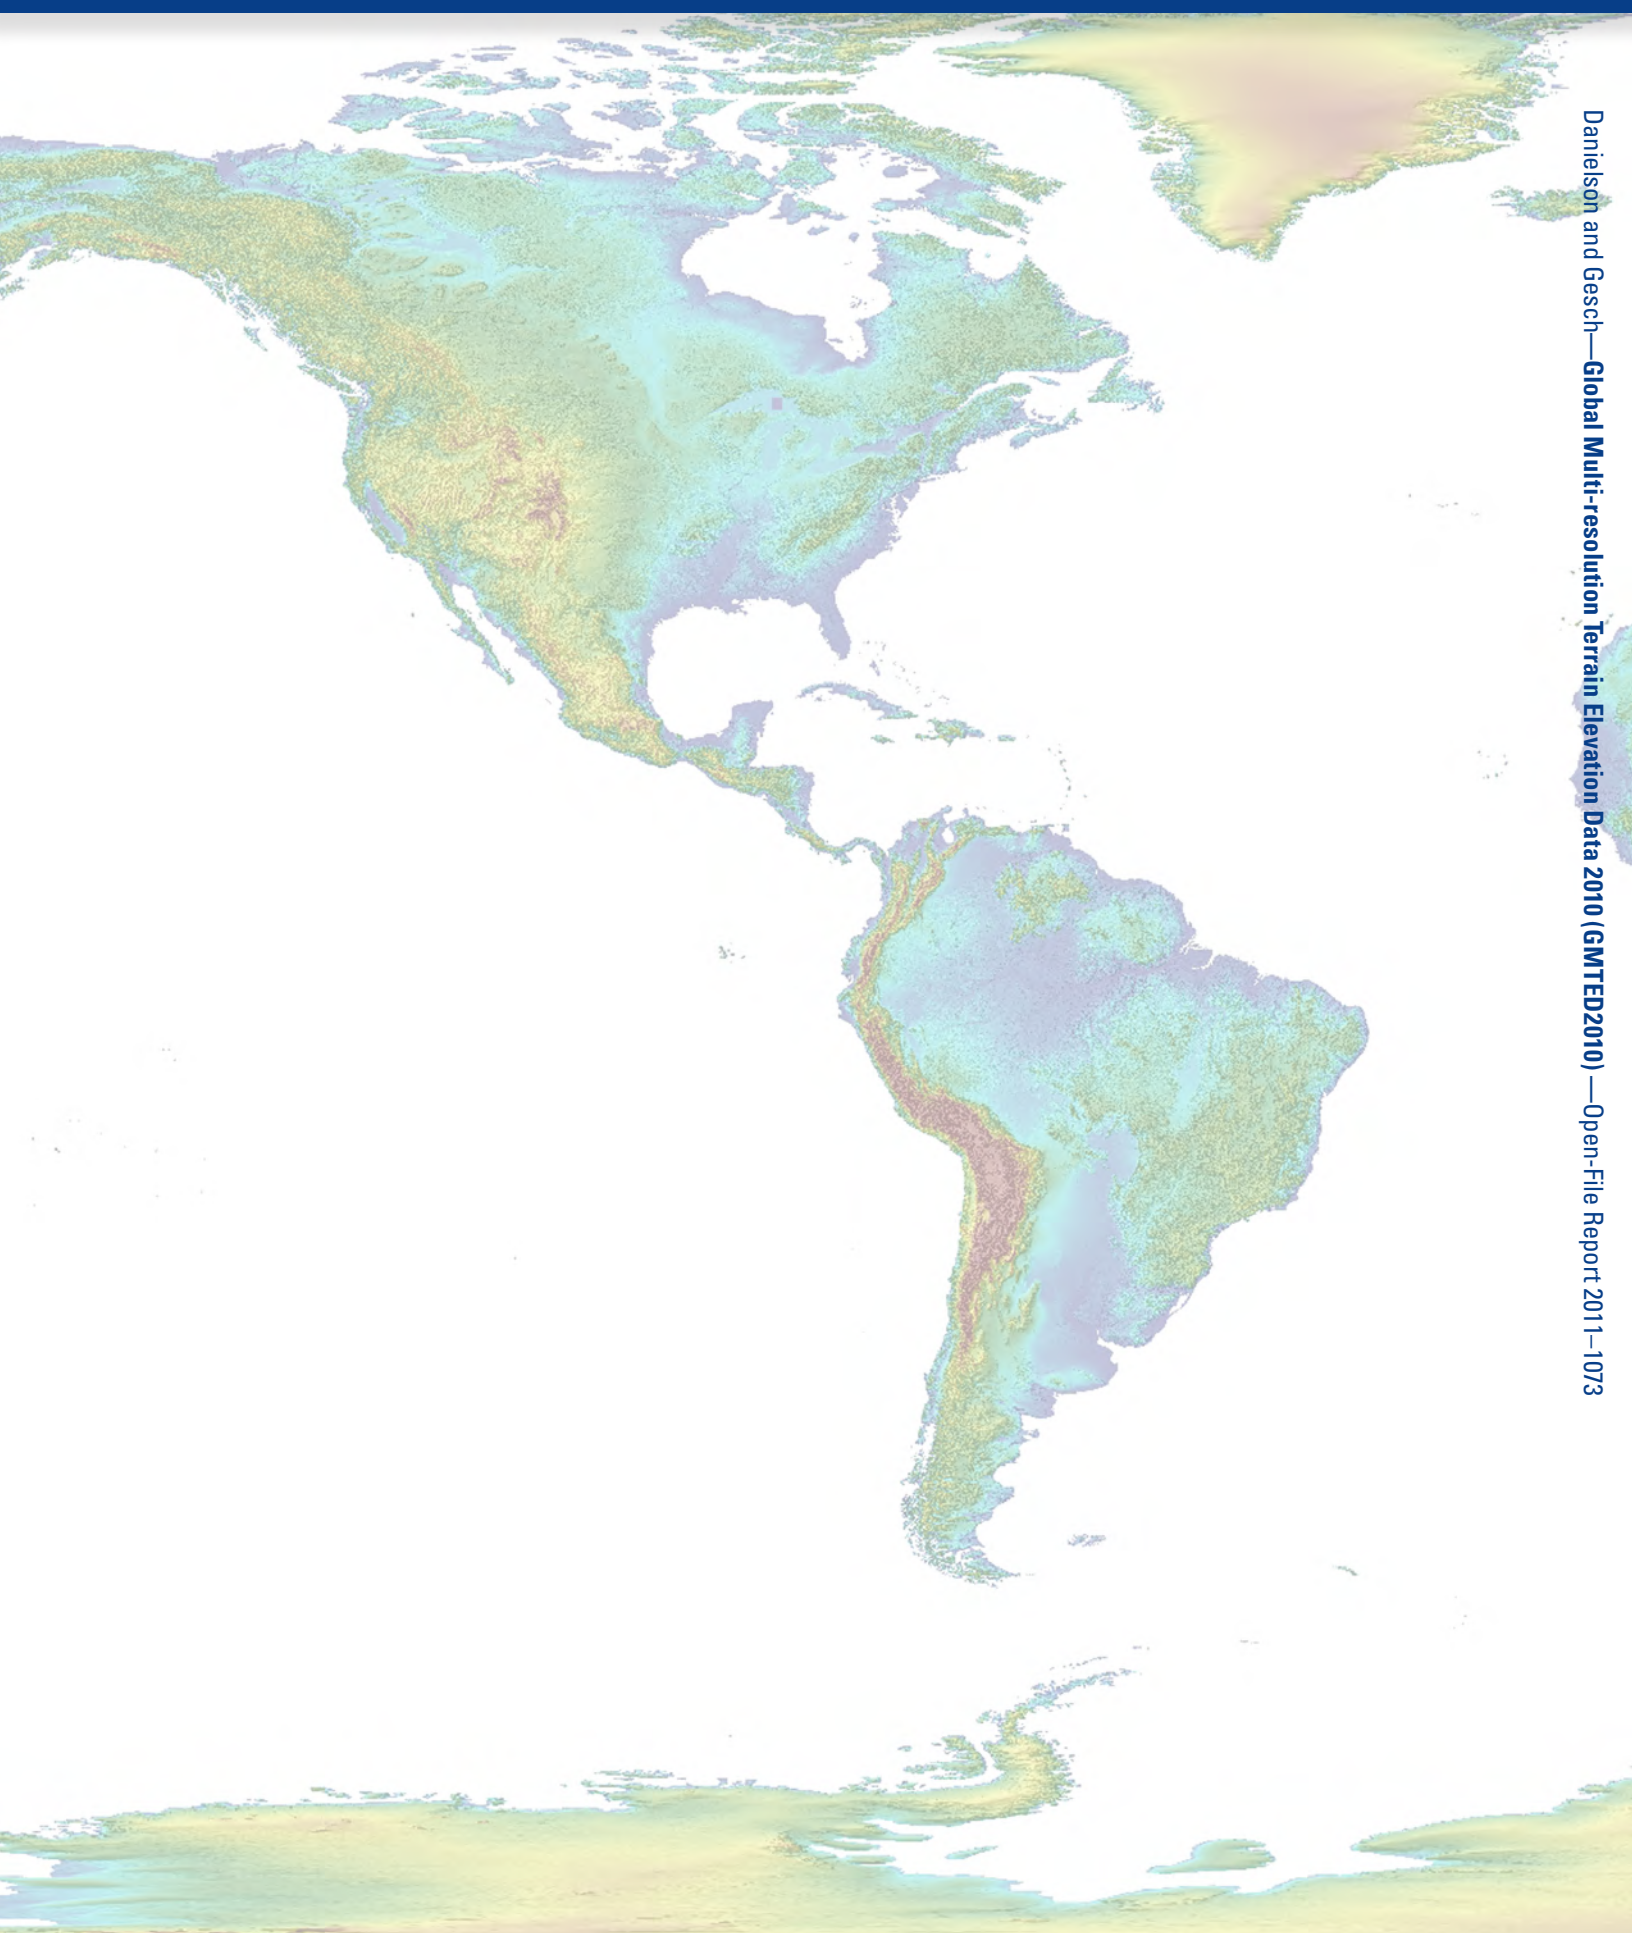 Danielson and Gesch—Global Multi-resolution Terrain Elevation Data 2010 (GMTED2010) —Open-File Report 2011–1073